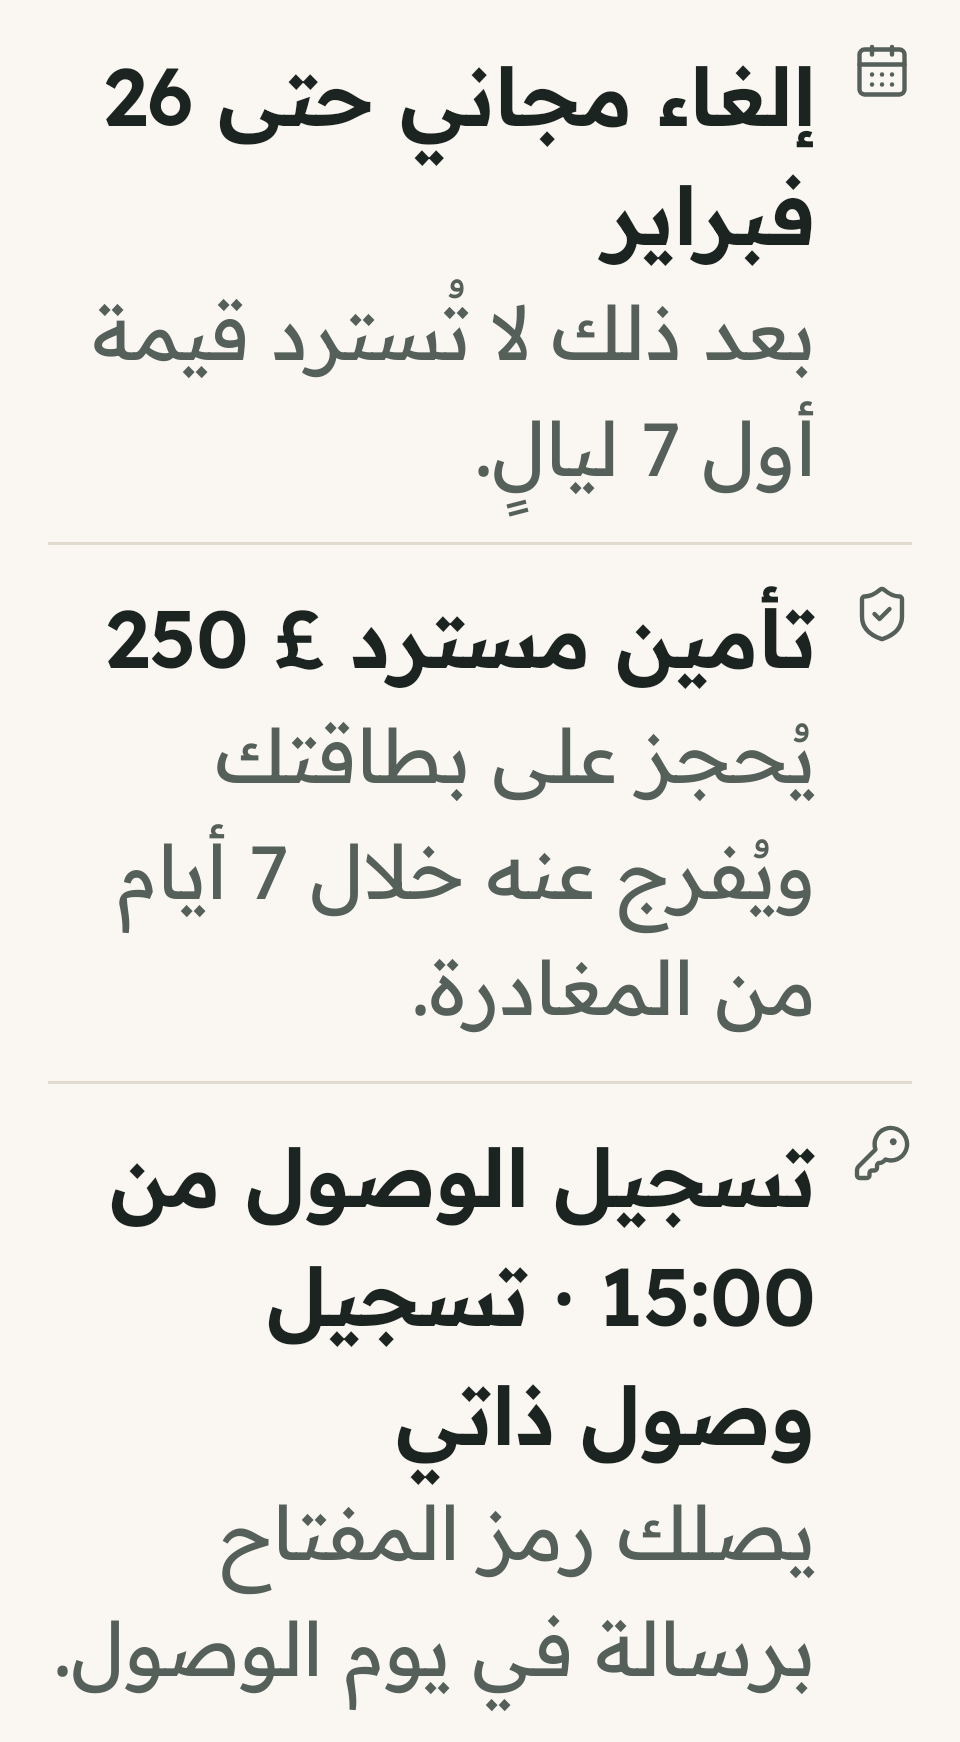 إلغاء مجاني حتى 26
فبراير
بعد ذلك لا تُسترد قيمة
أول 7 ليالٍ.
تأمين مسترد £ 250
يُحجز على بطاقتك
ويُفرج عنه خلال 7 أيام
من المغادرة.
تسجيل الوصول من
15:00 · تسجيل
وصول ذاتي
يصلك رمز المفتاح
برسالة في يوم الوصول.